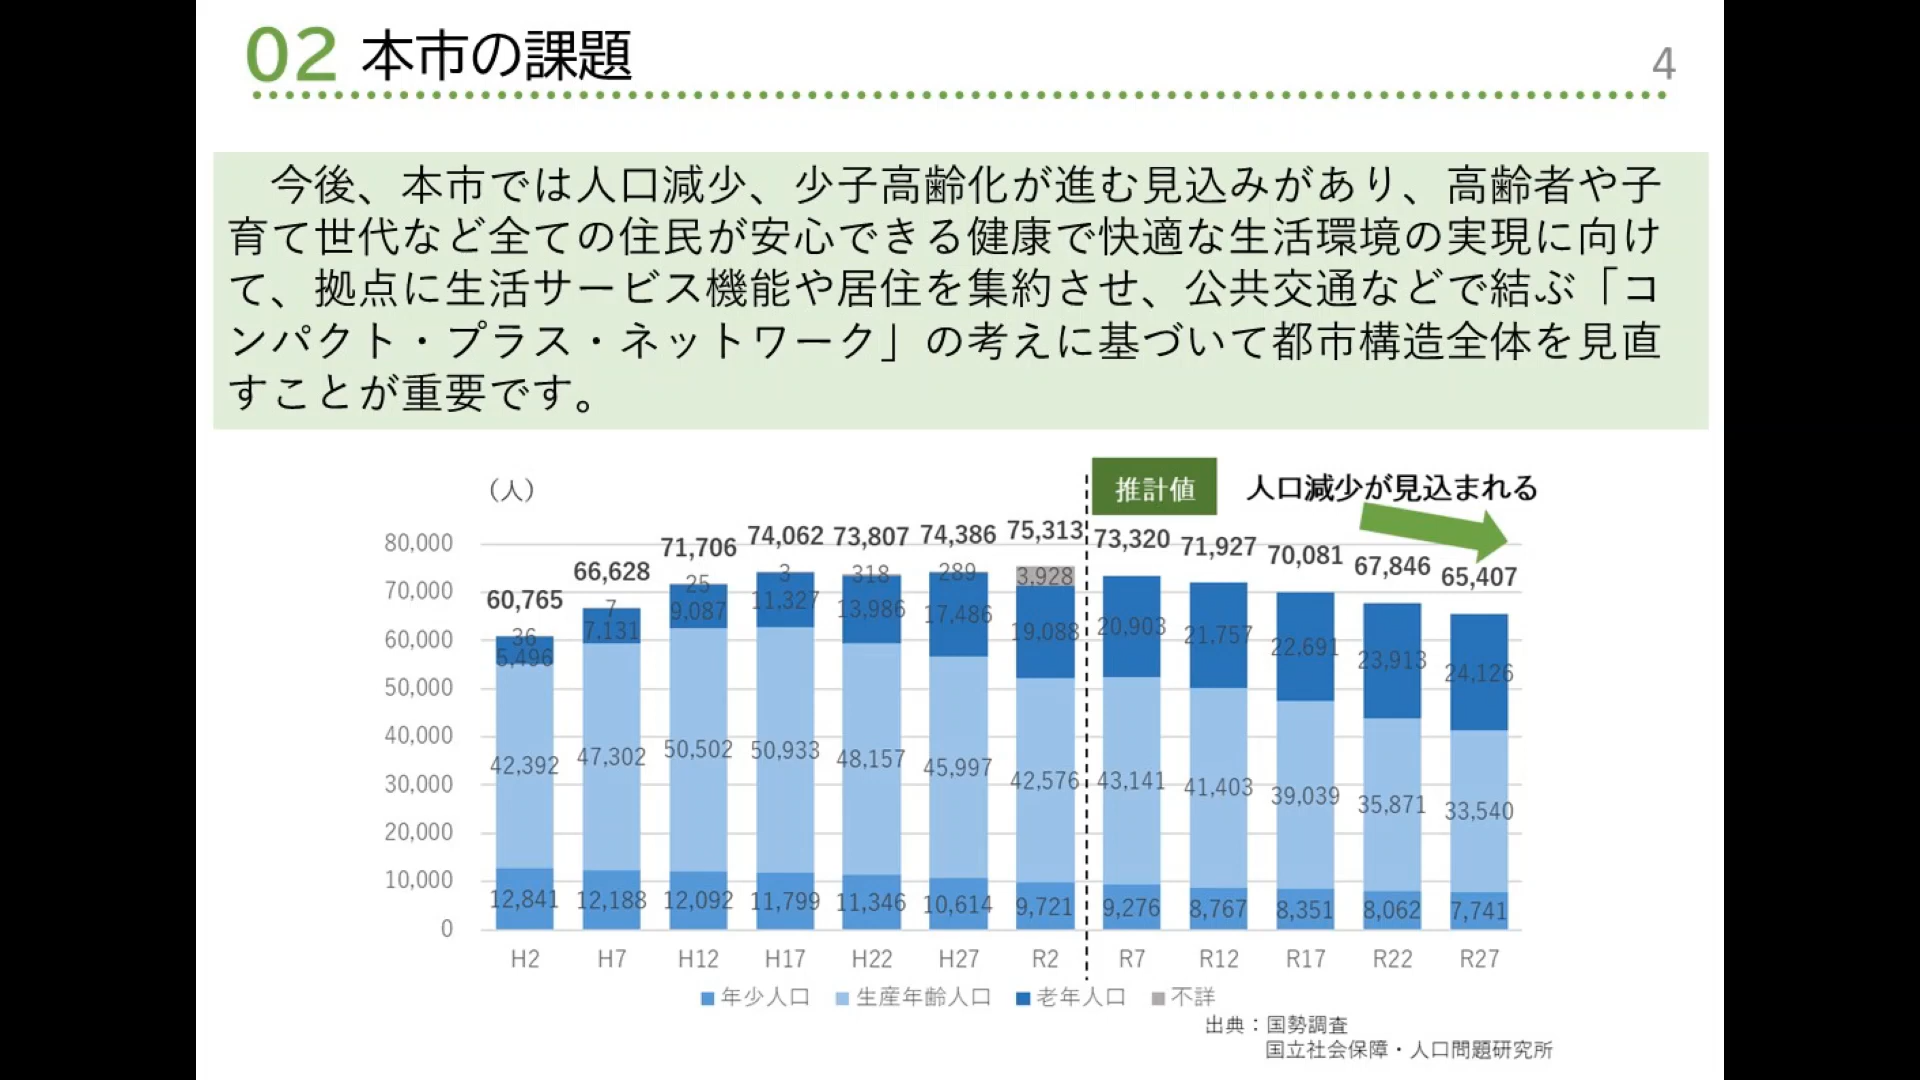 02 本市の課題
4
今後、本市では人口減少、少子高齢化が進む見込みがあり、高齢者や子
育て世代など全ての住民が安心できる健康で快適な生活環境の実現に向け
て、拠点に生活サービス機能や居住を集約させ、公共交通などで結ぶ「コ
ンパクト・プラス・ネットワーク」の考えに基づいて都市構造全体を見直
すことが重要です。
（人）
推計値
人口減少が見込まれる
60,765 66,628 71,706 74,062 73,807 74,386 75,313 73,320 71,927 70,081 67,846 65,407
36 7 25 3 318 289 3,928
5,496 7,131 9,087 11,327 13,986 17,486 19,088 20,903 21,757 22,691 23,913 24,126
42,392 47,302 50,502 50,933 48,157 45,997 42,576 43,141 41,403 39,039 35,871 33,540
12,841 12,188 12,092 11,799 11,346 10,614 9,721 9,276 8,767 8,351 8,062 7,741
80,000
70,000
60,000
50,000
40,000
30,000
20,000
10,000
0
H2 H7 H12 H17 H22 H27 R2 R7 R12 R17 R22 R27
年少人口 生産年齢人口 老年人口 不詳
出典：国勢調査
国立社会保障・人口問題研究所